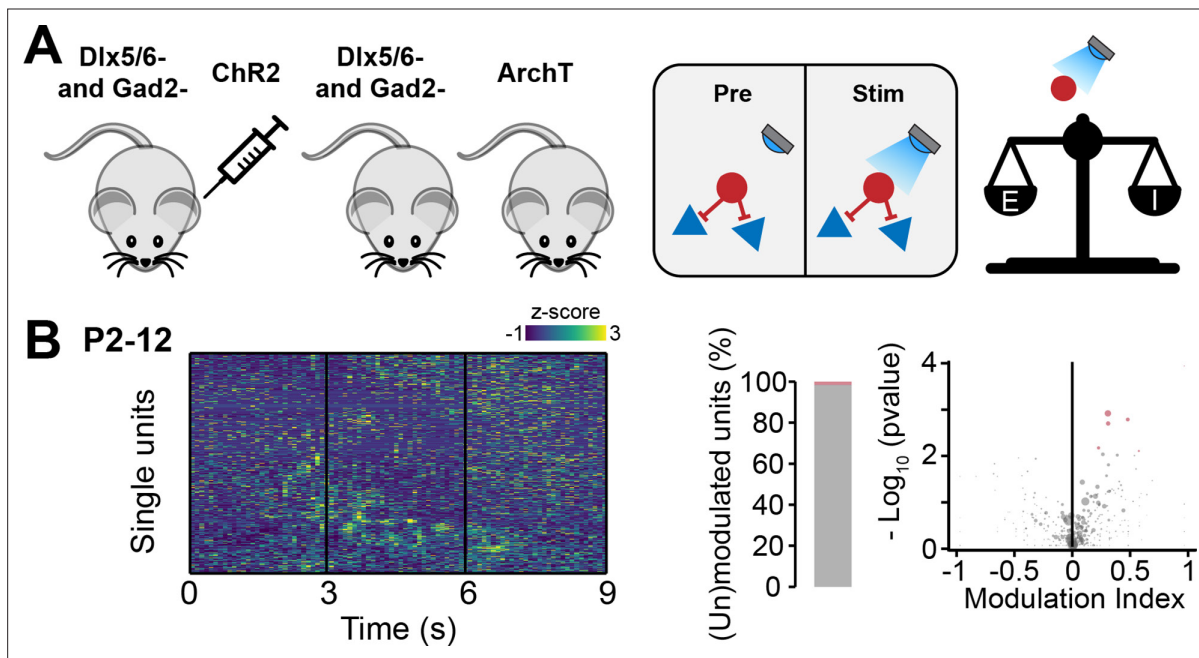 A
Dlx5/6-
and Gad2-
ChR2
Dlx5/6-
and Gad2-
ArchT
Pre
Stim
E
I
B
P2-12
z-score
-1
3
Single units
0
3
6
9
Time (s)
(Un)modulated units (%)
100
80
60
40
20
0
- Log10 (pvalue)
4
2
0
-1
-0.5
0
0.5
1
Modulation Index